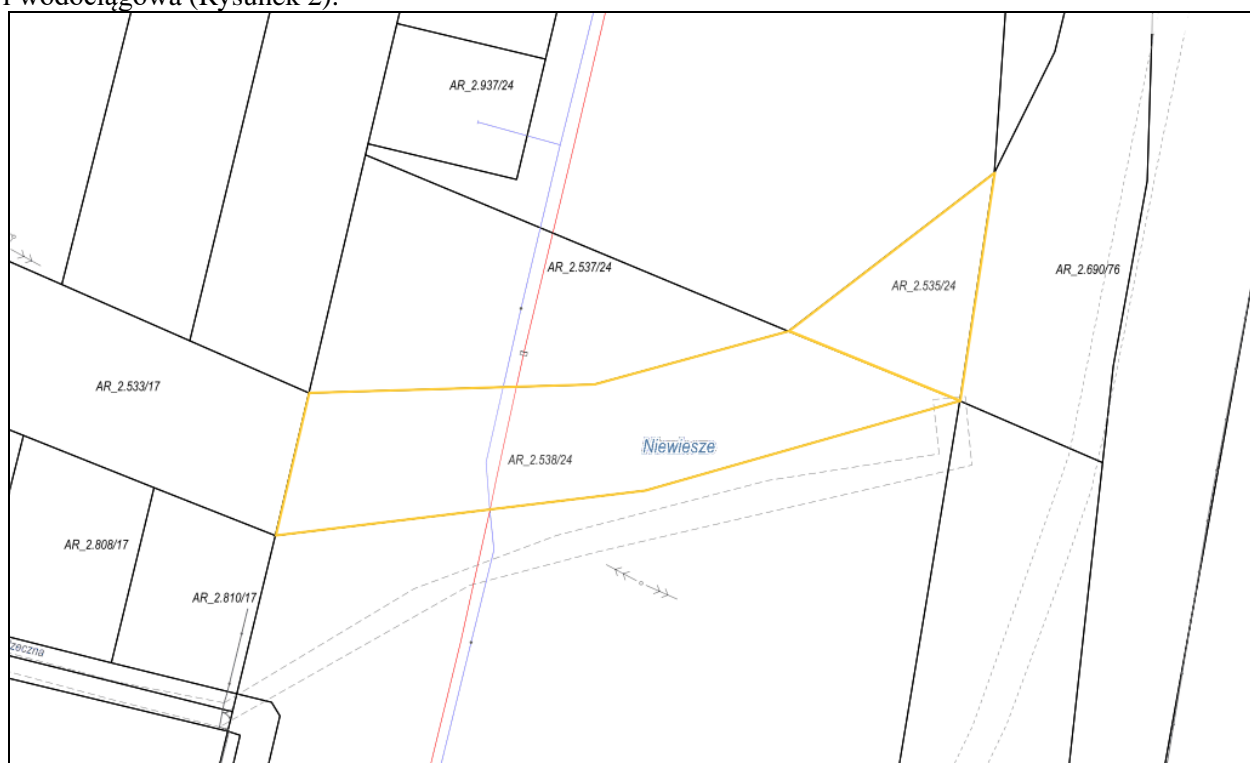 i wodociągowa (Rysunek 2).
AR_2.937/24
AR_2.537/24
AR_2.535/24
AR_2.690/76
AR_2.533/17
Niewiesze
AR_2.538/24
AR_2.808/17
AR_2.810/17
rzeczna